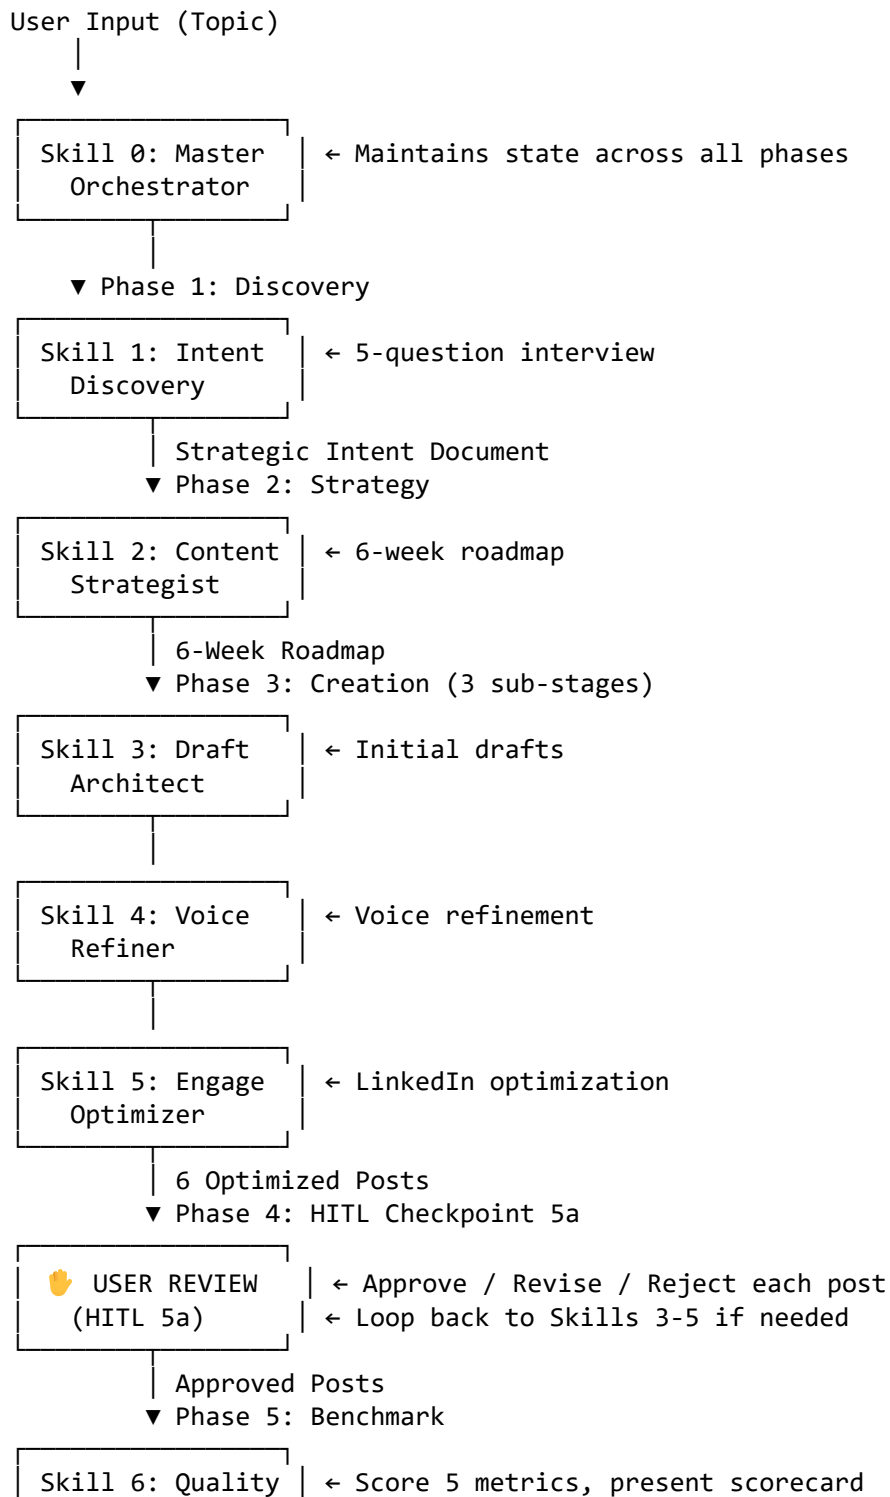 User Input (Topic)
Skill 0: Master ← Maintains state across all phases
Orchestrator
▼ Phase 1: Discovery
Skill 1: Intent ← 5-question interview
Discovery
Strategic Intent Document
▼ Phase 2: Strategy
Skill 2: Content ← 6-week roadmap
Strategist
6-Week Roadmap
▼ Phase 3: Creation (3 sub-stages)
Skill 3: Draft ← Initial drafts
Architect
Skill 4: Voice ← Voice refinement
Refiner
Skill 5: Engage ← LinkedIn optimization
Optimizer
6 Optimized Posts
▼ Phase 4: HITL Checkpoint 5a
✋ USER REVIEW ← Approve / Revise / Reject each post
(HITL 5a) ← Loop back to Skills 3-5 if needed
Approved Posts
▼ Phase 5: Benchmark
Skill 6: Quality ← Score 5 metrics, present scorecard